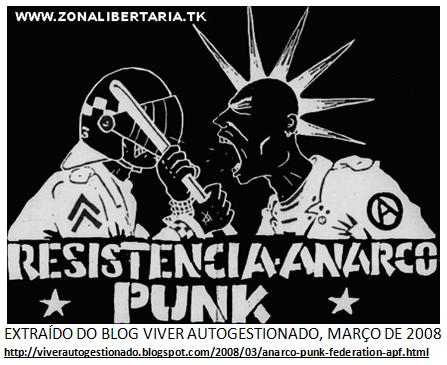 WWW.ZONALIBERTARIA.TK
3
A
RESISTENCIA·ANARCO
PUNK
EXTRAÍDO DO BLOG VIVER AUTOGESTIONADO, MARÇO DE 2008
http://viverautogestionado.blogspot.com/2008/03/anarco-punk-federation-apf.html